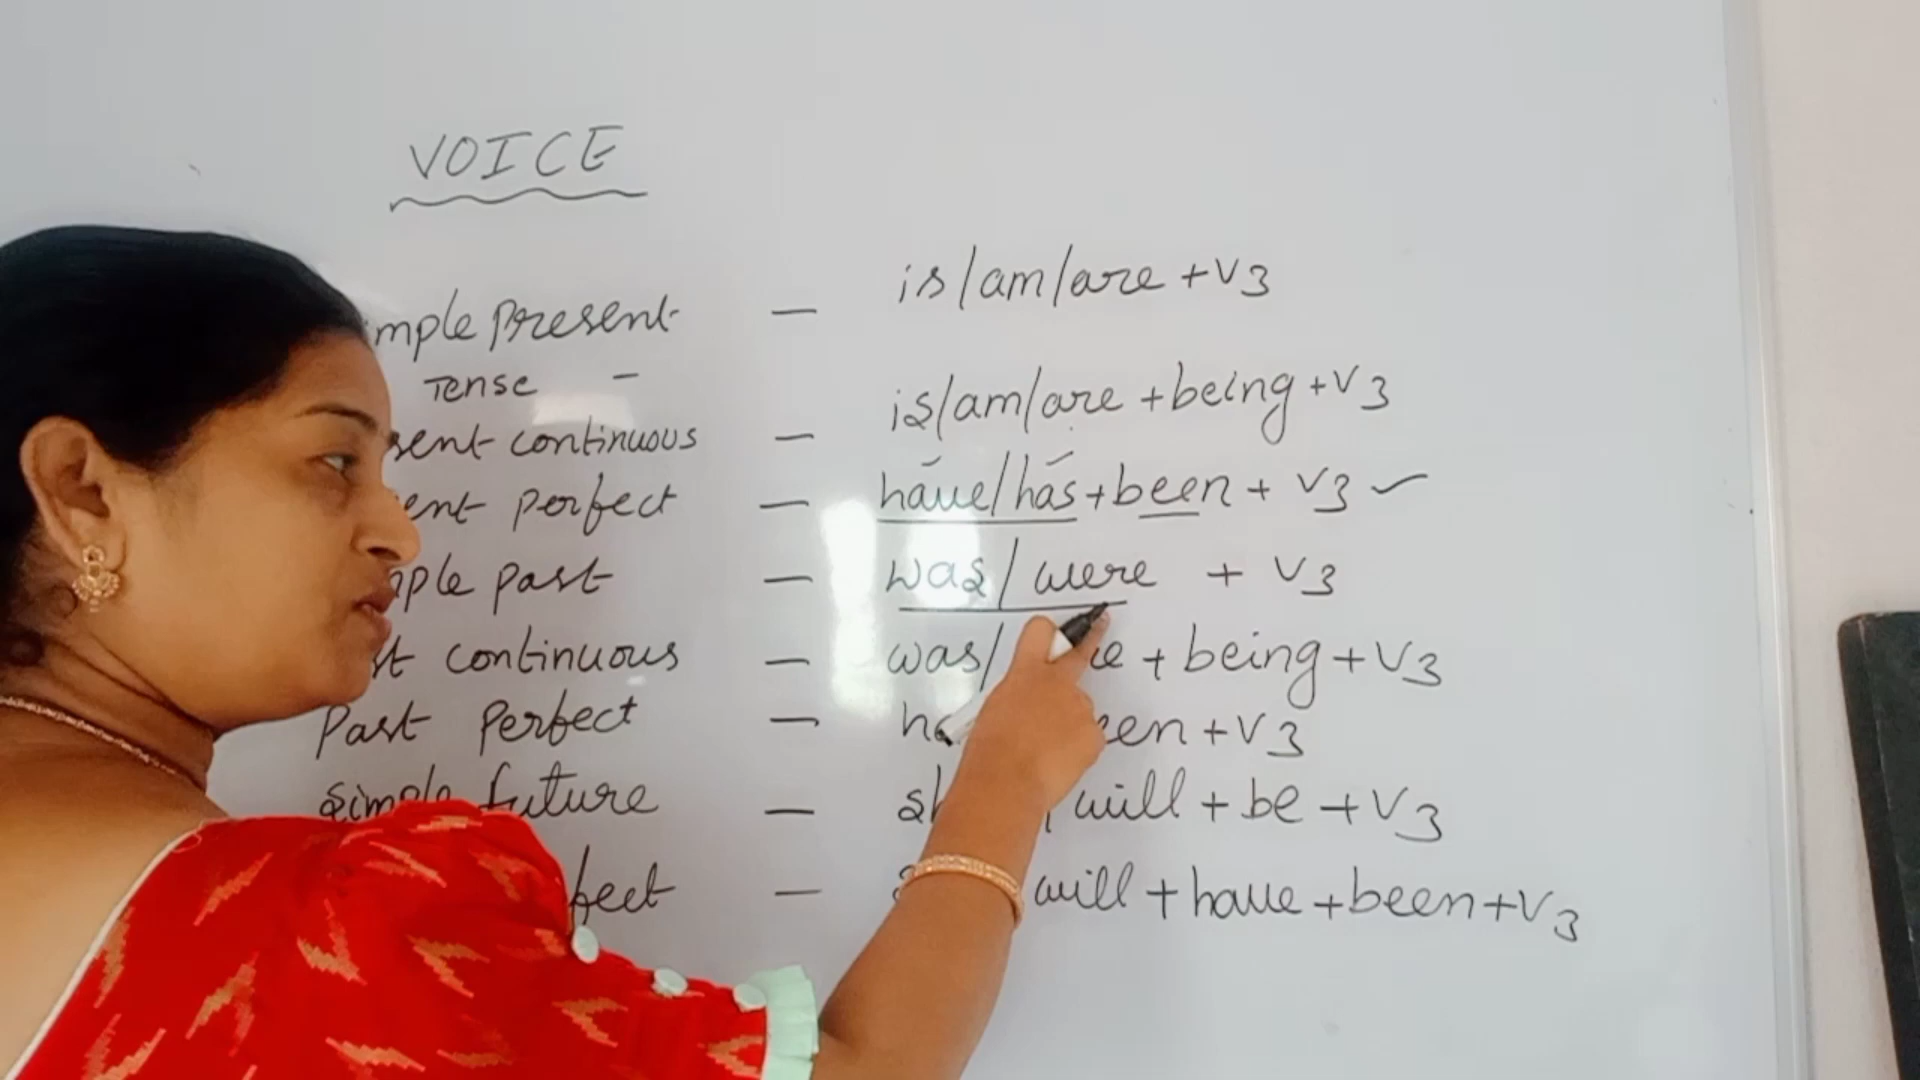 VOICE
mple Present — is/am/are + V3
Tense –
sent continuous — is/am/are + being + V3
ent perfect — have/has + been + V3 ✓
ple past — was/were + V3
st continuous — was/ + being + V3
Past Perfect — een + V3
simple future — will + be + V3
fect — will + have + been + V3